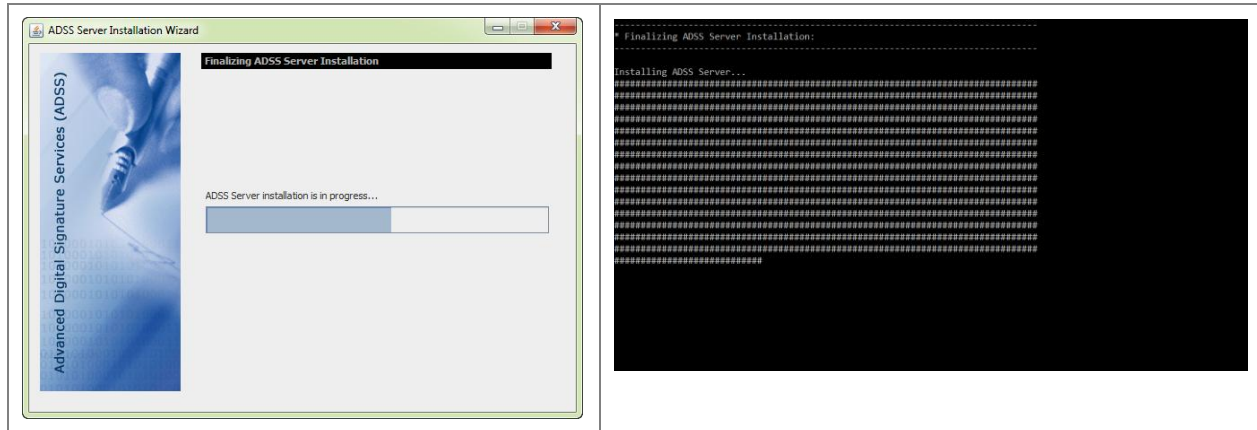 ADSS Server Installation Wizard
Advanced Digital Signature Services (ADSS)
Finalizing ADSS Server Installation
ADSS Server installation is in progress...
* Finalizing ADSS Server Installation:
Installing ADSS Server...